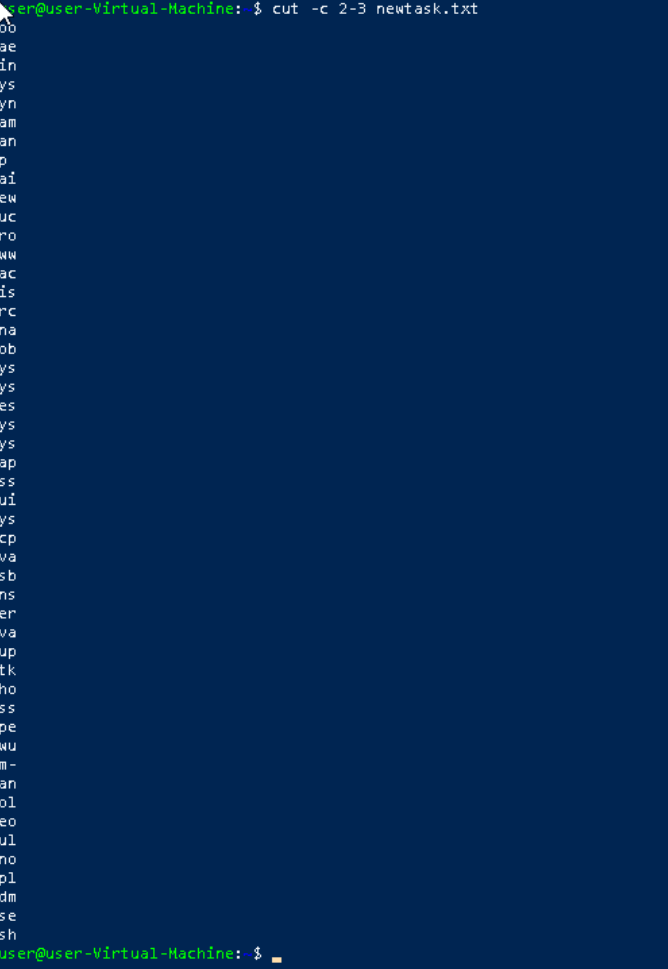 user@user-Virtual-Machine:~$ cut -c 2-3 newtask.txt
oo
ae
in
ys
yn
am
an
p
ai
ew
uc
ro
ww
ac
is
rc
na
ob
ys
ys
es
ys
ys
ap
ss
ui
ys
cp
va
sb
ns
er
va
up
tk
ho
ss
pe
wu
m-
an
ol
eo
ul
no
pl
dm
se
sh
user@user-Virtual-Machine:~$